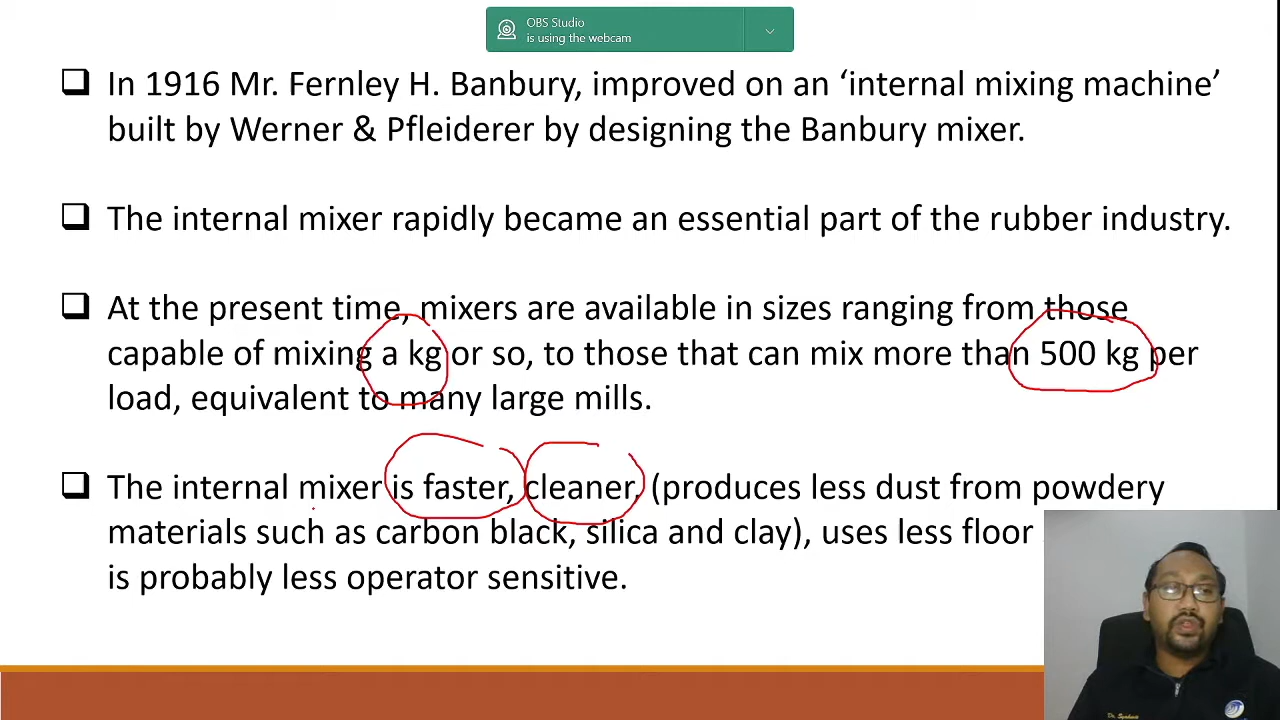 OBS Studio
is using the webcam
In 1916 Mr. Fernley H. Banbury, improved on an ‘internal mixing machine’
built by Werner & Pfleiderer by designing the Banbury mixer.
The internal mixer rapidly became an essential part of the rubber industry.
At the present time, mixers are available in sizes ranging from those
capable of mixing a kg or so, to those that can mix more than 500 kg per
load, equivalent to many large mills.
The internal mixer is faster, cleaner, (produces less dust from powdery
materials such as carbon black, silica and clay), uses less floor
is probably less operator sensitive.